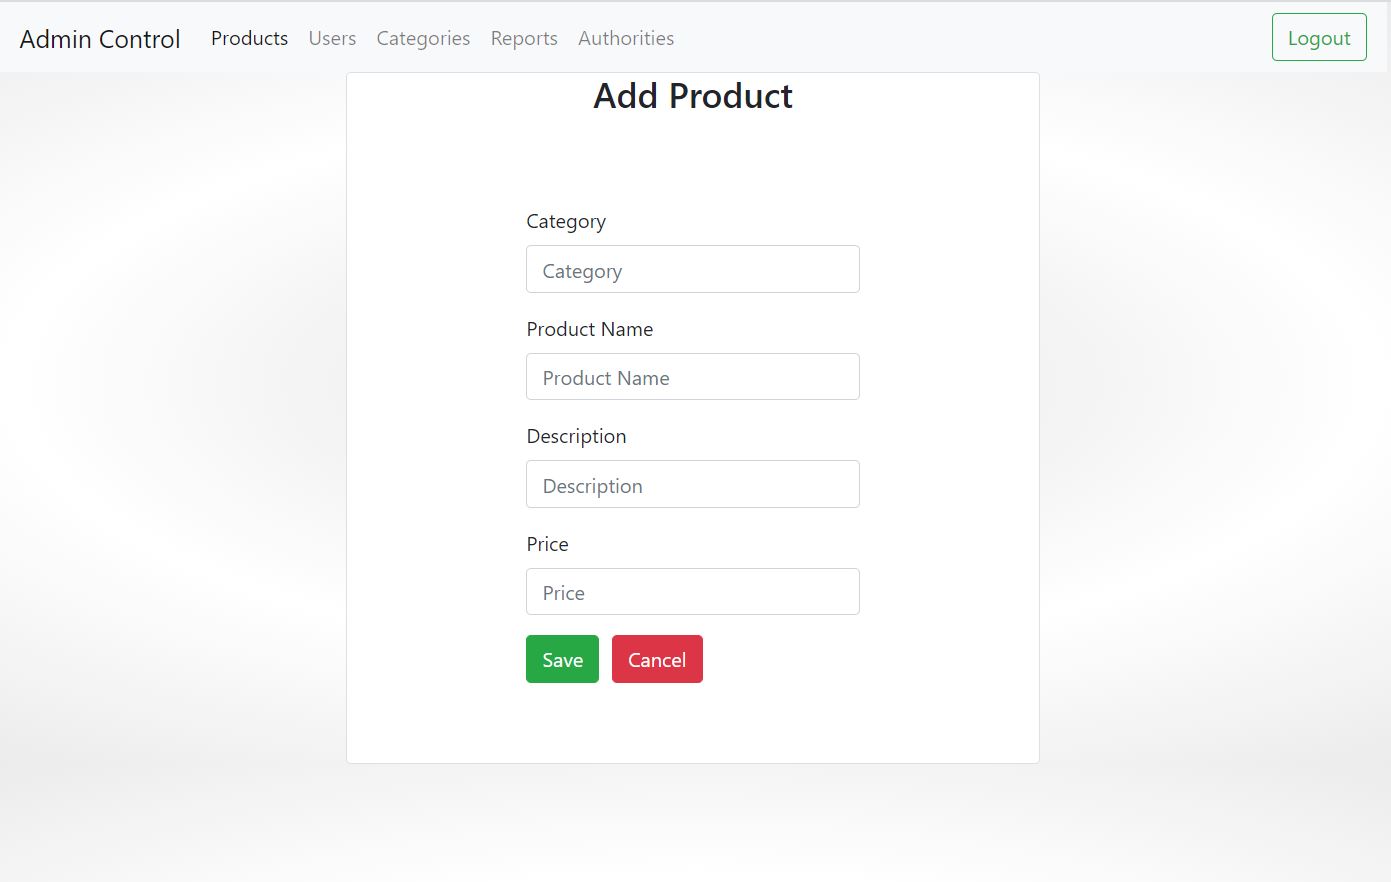 Admin Control Products Users Categories Reports Authorities Logout
Add Product
Category
Category
Product Name
Product Name
Description
Description
Price
Price
Save Cancel